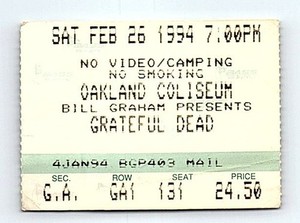 SAT FEB 26 1994 7:00PM
NO VIDEO/CAMPING
NO SMOKING
OAKLAND COLISEUM
BILL GRAHAM PRESENTS
GRATEFUL DEAD
4JAN94 BGP403 MAIL
SEC. ROW SEAT PRICE
G.A. GA1 131 24.50